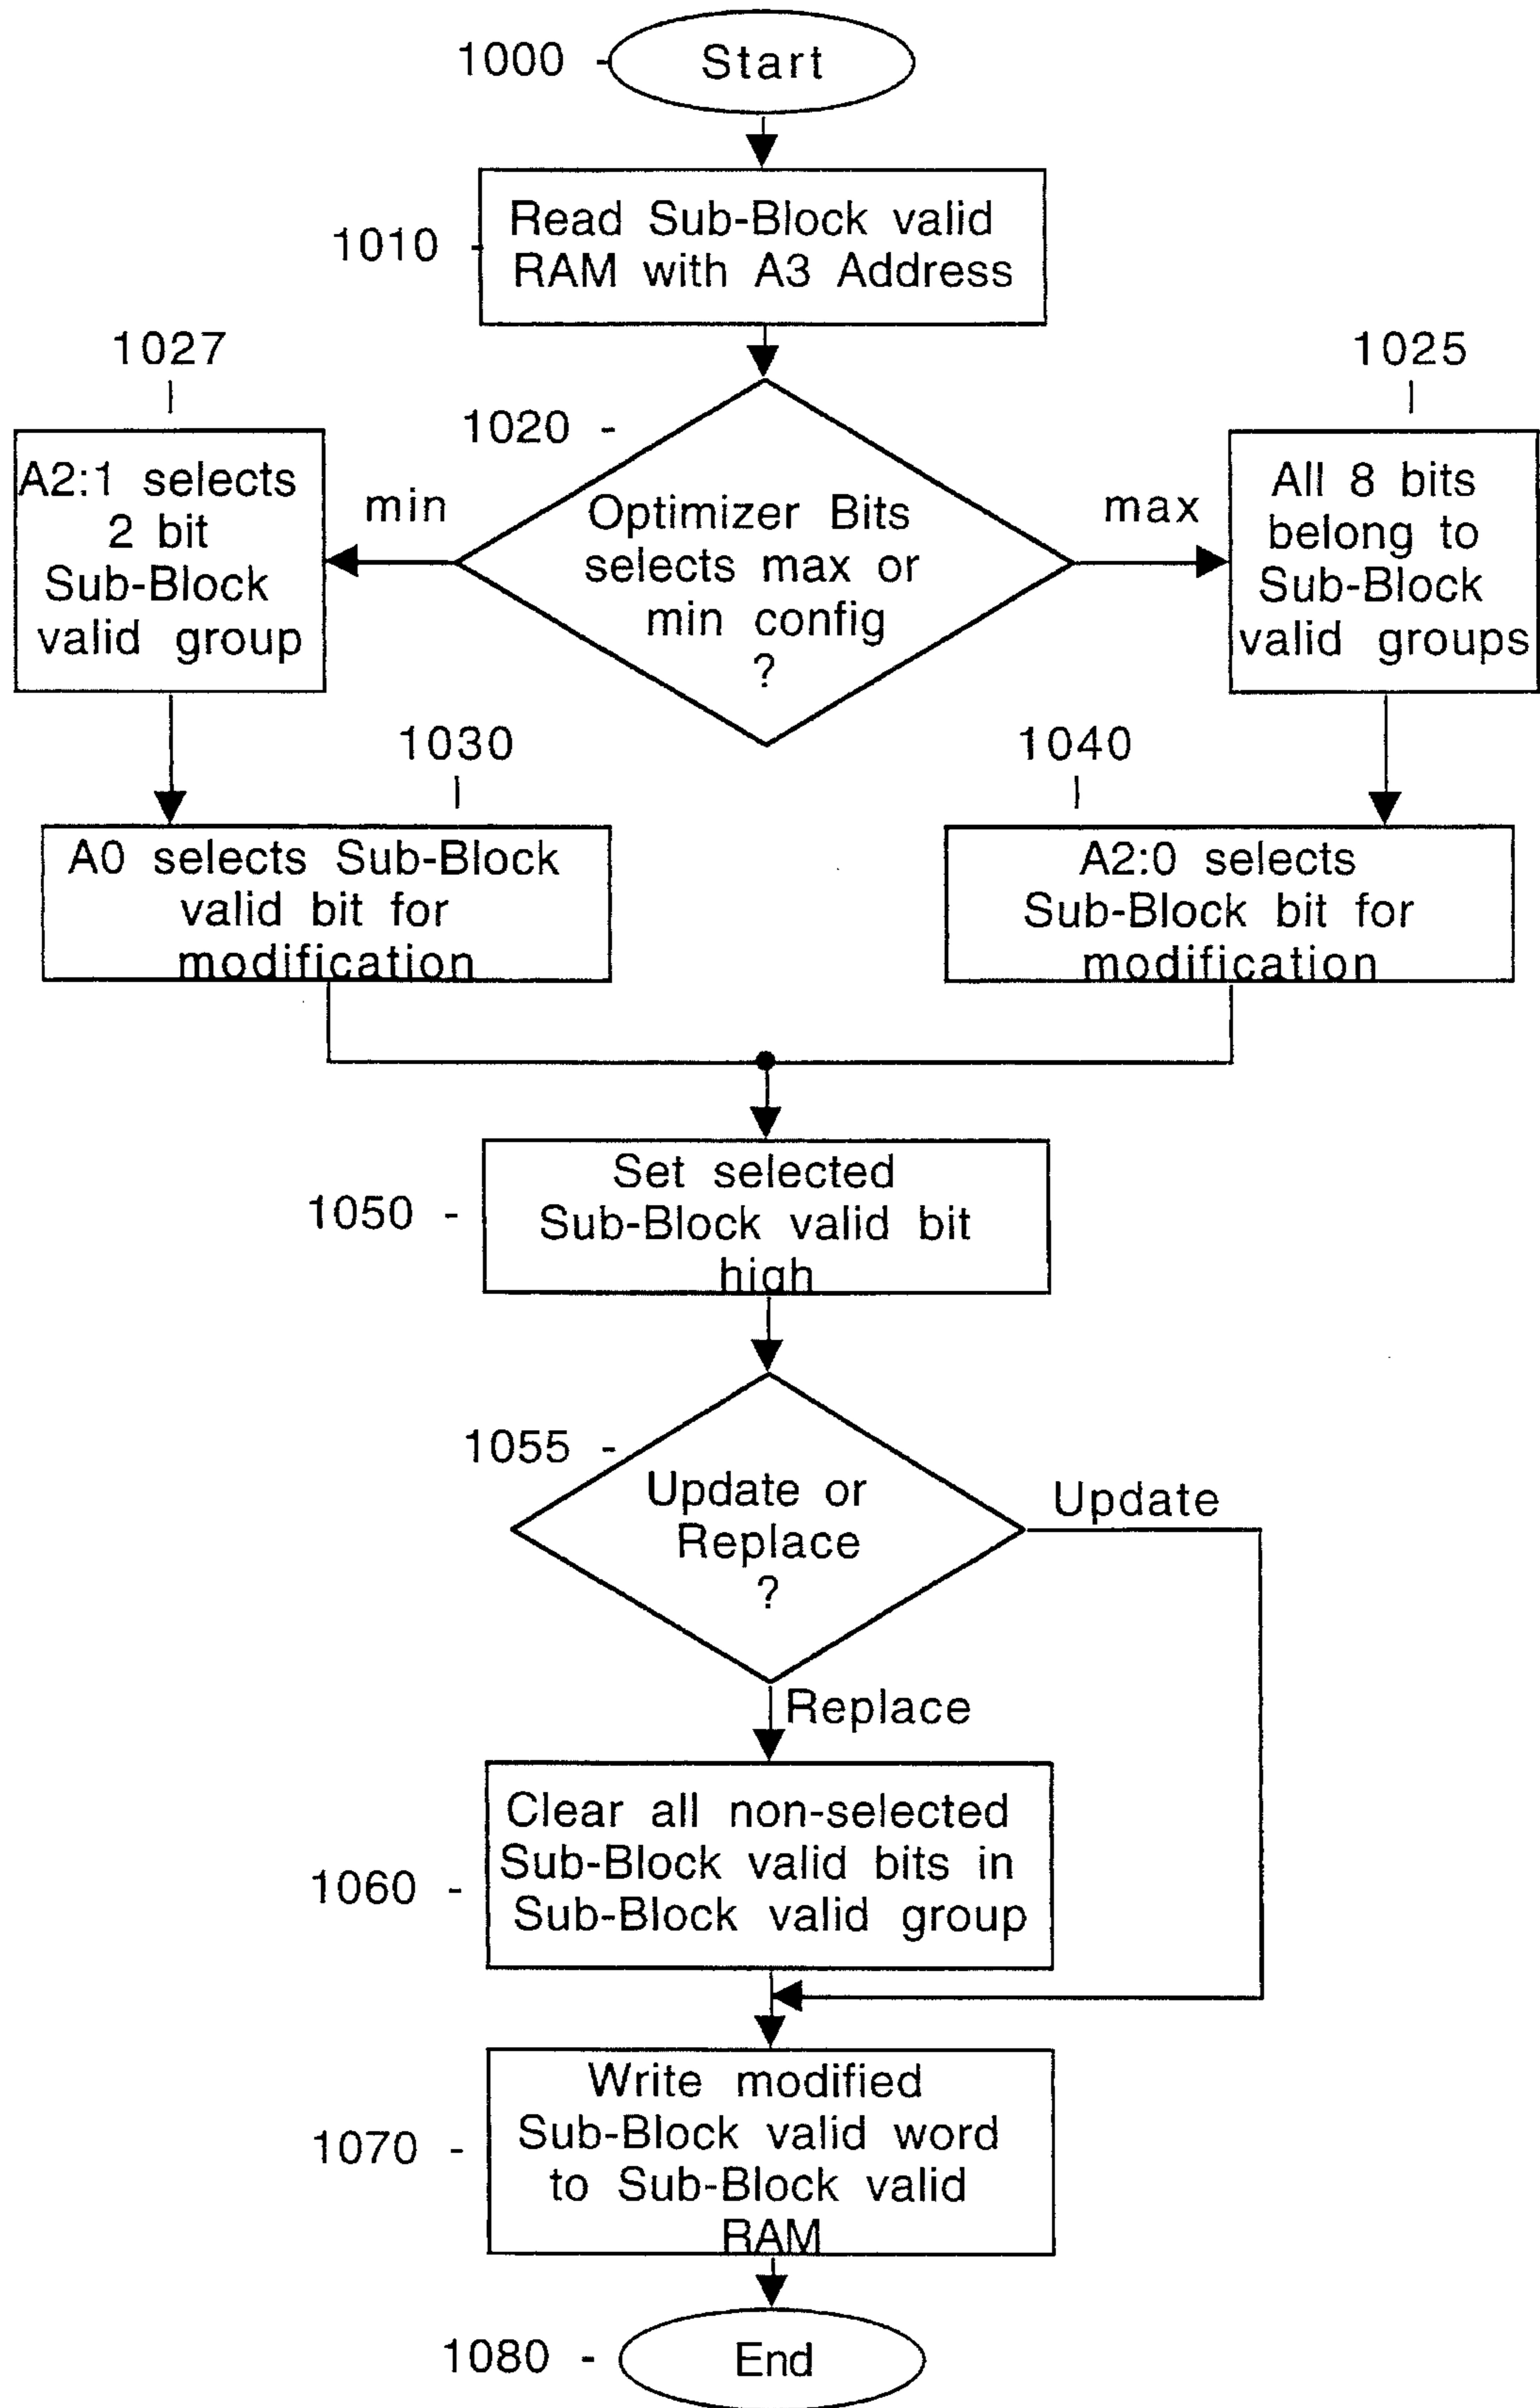 1000 -
Start
1010 -
Read Sub-Block valid
RAM with A3 Address
1027
1025
1020 -
A2:1 selects
2 bit
Sub-Block
valid group
min
Optimizer Bits
selects max or
min config
?
max
All 8 bits
belong to
Sub-Block
valid groups
1030
1040
A0 selects Sub-Block
valid bit for
modification
A2:0 selects
Sub-Block bit for
modification
1050 -
Set selected
Sub-Block valid bit
high
1055 -
Update or
Replace
?
Update
Replace
1060 -
Clear all non-selected
Sub-Block valid bits in
Sub-Block valid group
1070 -
Write modified
Sub-Block valid word
to Sub-Block valid
RAM
1080 -
End